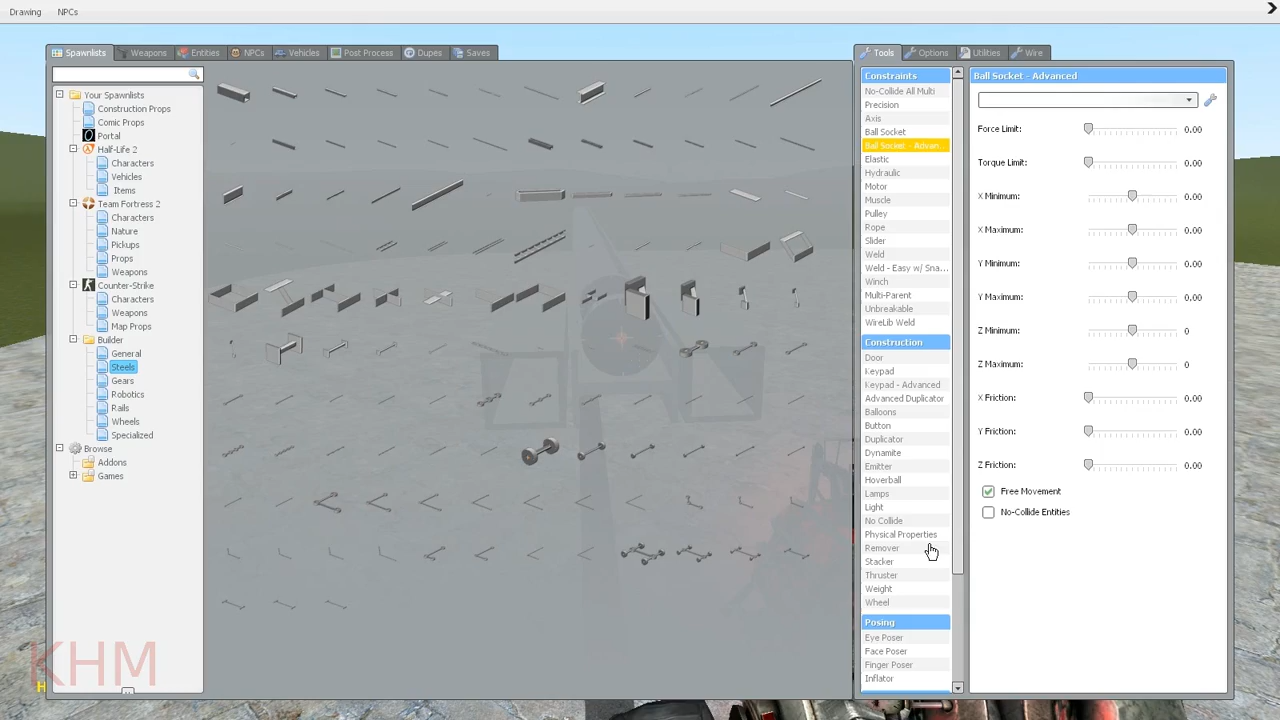 Drawing NPCs
Spawnlists Weapons Entities NPCs Vehicles Post Process Dupes Saves
Your Spawnlists
Construction Props
Comic Props
Portal
Half-Life 2
Characters
Vehicles
Items
Team Fortress 2
Characters
Nature
Pickups
Props
Weapons
Counter-Strike
Characters
Weapons
Map Props
Builder
General
Steels
Gears
Robotics
Rails
Wheels
Specialized
Browse
Addons
Games
KHM
H
Tools Options Utilities Wire
Constraints
No-Collide All Multi
Precision
Axis
Ball Socket
Ball Socket - Advan...
Elastic
Hydraulic
Motor
Muscle
Pulley
Rope
Slider
Weld
Weld - Easy w/ Sna...
Winch
Multi-Parent
Unbreakable
WireLib Weld
Construction
Door
Keypad
Keypad - Advanced
Advanced Duplicator
Balloons
Button
Duplicator
Dynamite
Emitter
Hoverball
Lamps
Light
No Collide
Physical Properties
Remover
Stacker
Thruster
Weight
Wheel
Posing
Eye Poser
Face Poser
Finger Poser
Inflator
Ball Socket - Advanced
Force Limit: 0.00
Torque Limit: 0.00
X Minimum: 0.00
X Maximum: 0.00
Y Minimum: 0.00
Y Maximum: 0.00
Z Minimum: 0
Z Maximum: 0
X Friction: 0.00
Y Friction: 0.00
Z Friction: 0.00
Free Movement
No-Collide Entities